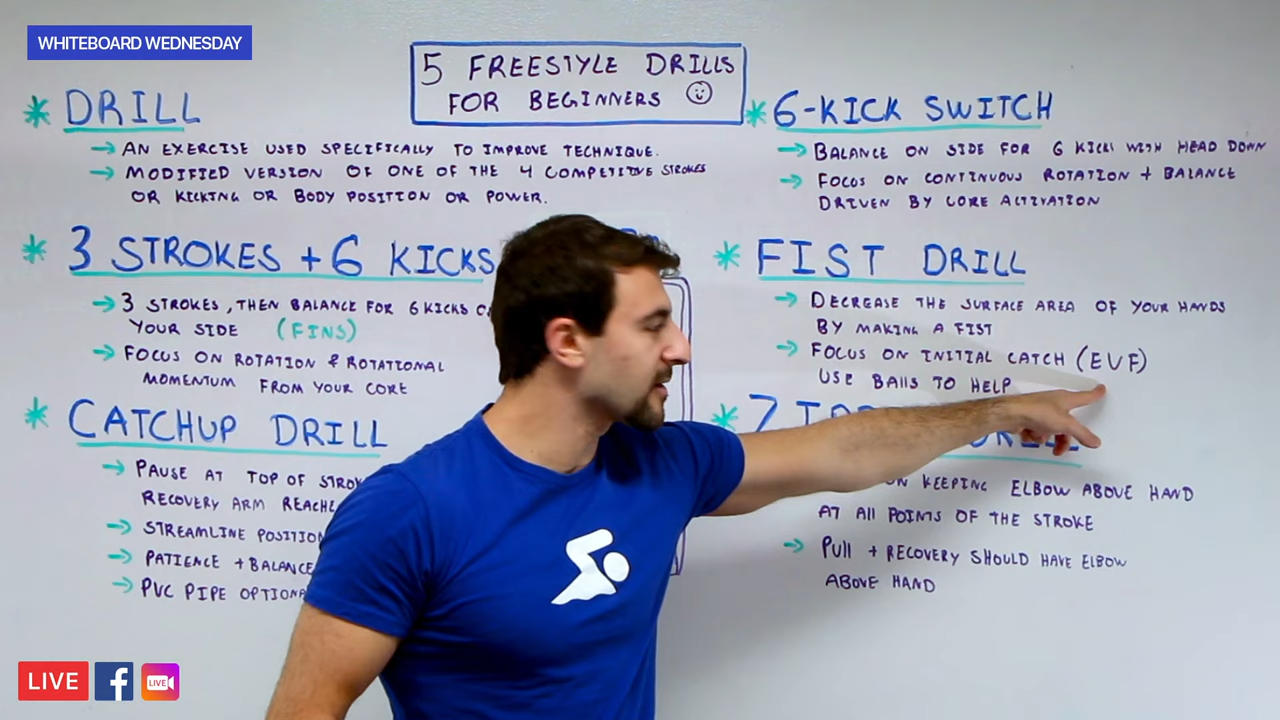 WHITEBOARD WEDNESDAY
5 FREESTYLE DRILLS
FOR BEGINNERS
* DRILL
→ AN EXERCISE USED SPECIFICALLY TO IMPROVE TECHNIQUE.
→ MODIFIED VERSION OF ONE OF THE 4 COMPETITIVE STROKES
OR KICKING OR BODY POSITION OR POWER.
* 3 STROKES + 6 KICKS
→ 3 STROKES, THEN BALANCE FOR 6 KICKS
YOUR SIDE (FINS)
→ FOCUS ON ROTATION & ROTATIONAL
MOMENTUM FROM YOUR CORE
* CATCHUP DRILL
→ PAUSE AT TOP OF
RECOVERY ARM
→ STREAMLINE
→ PATIENCE + BALANCE
→ PVC PIPE
* 6-KICK SWITCH
→ BALANCE ON SIDE FOR 6 KICKS WITH HEAD DOWN
→ FOCUS ON CONTINUOUS ROTATION + BALANCE
DRIVEN BY CORE ACTIVATION
* FIST DRILL
→ DECREASE THE SURFACE AREA OF YOUR HANDS
BY MAKING A FIST
→ FOCUS ON INITIAL CATCH (EVF)
USE BALLS TO HELP
*
KEEPING ELBOW ABOVE HAND
AT ALL POINTS OF THE STROKE
→ PULL + RECOVERY SHOULD HAVE ELBOW
ABOVE HAND
LIVE f LIVE